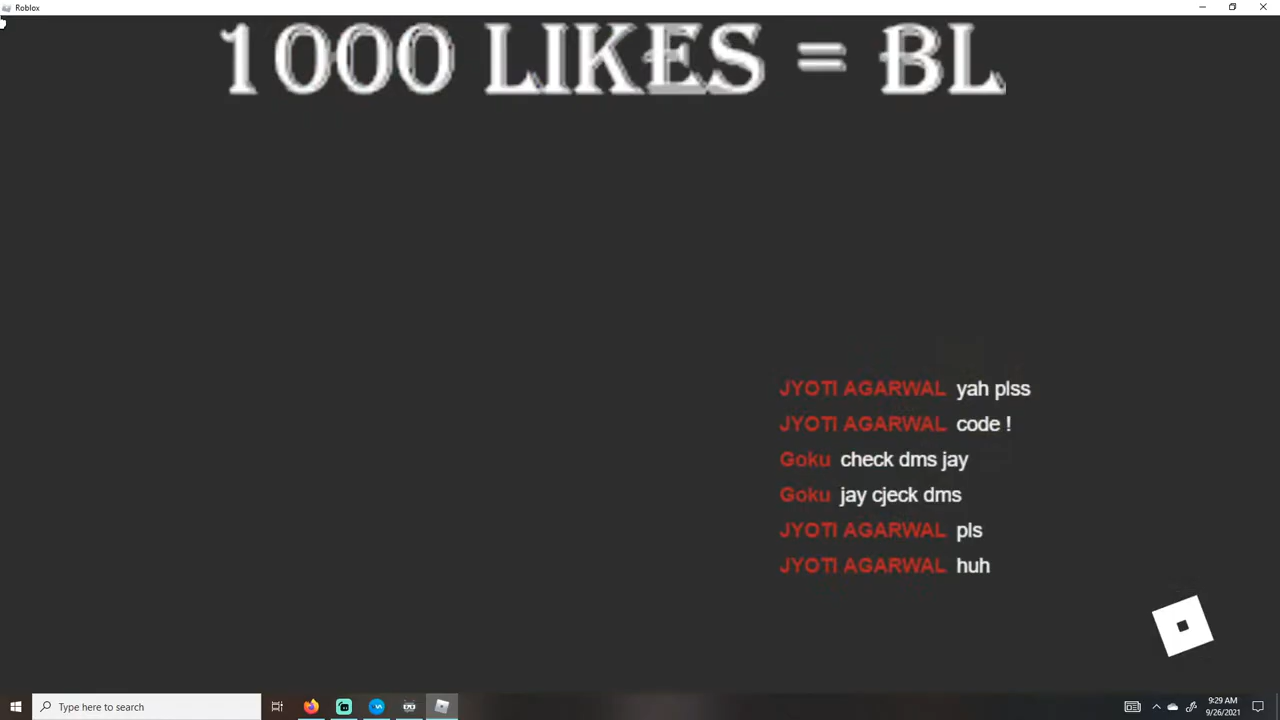 Roblox
1000 LIKES = BL
JYOTI AGARWAL yah plss
JYOTI AGARWAL code !
Goku check dms jay
Goku jay cjeck dms
JYOTI AGARWAL pls
JYOTI AGARWAL huh
Type here to search
9:29 AM
9/26/2021